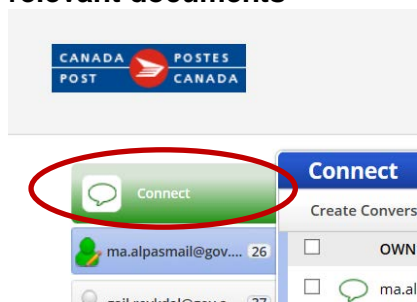 relevant documents
CANADA POSTES
POST CANADA
Connect
Connect
Create Convers
ma.alpasmail@gov.... 26
OWN
ma.al
27